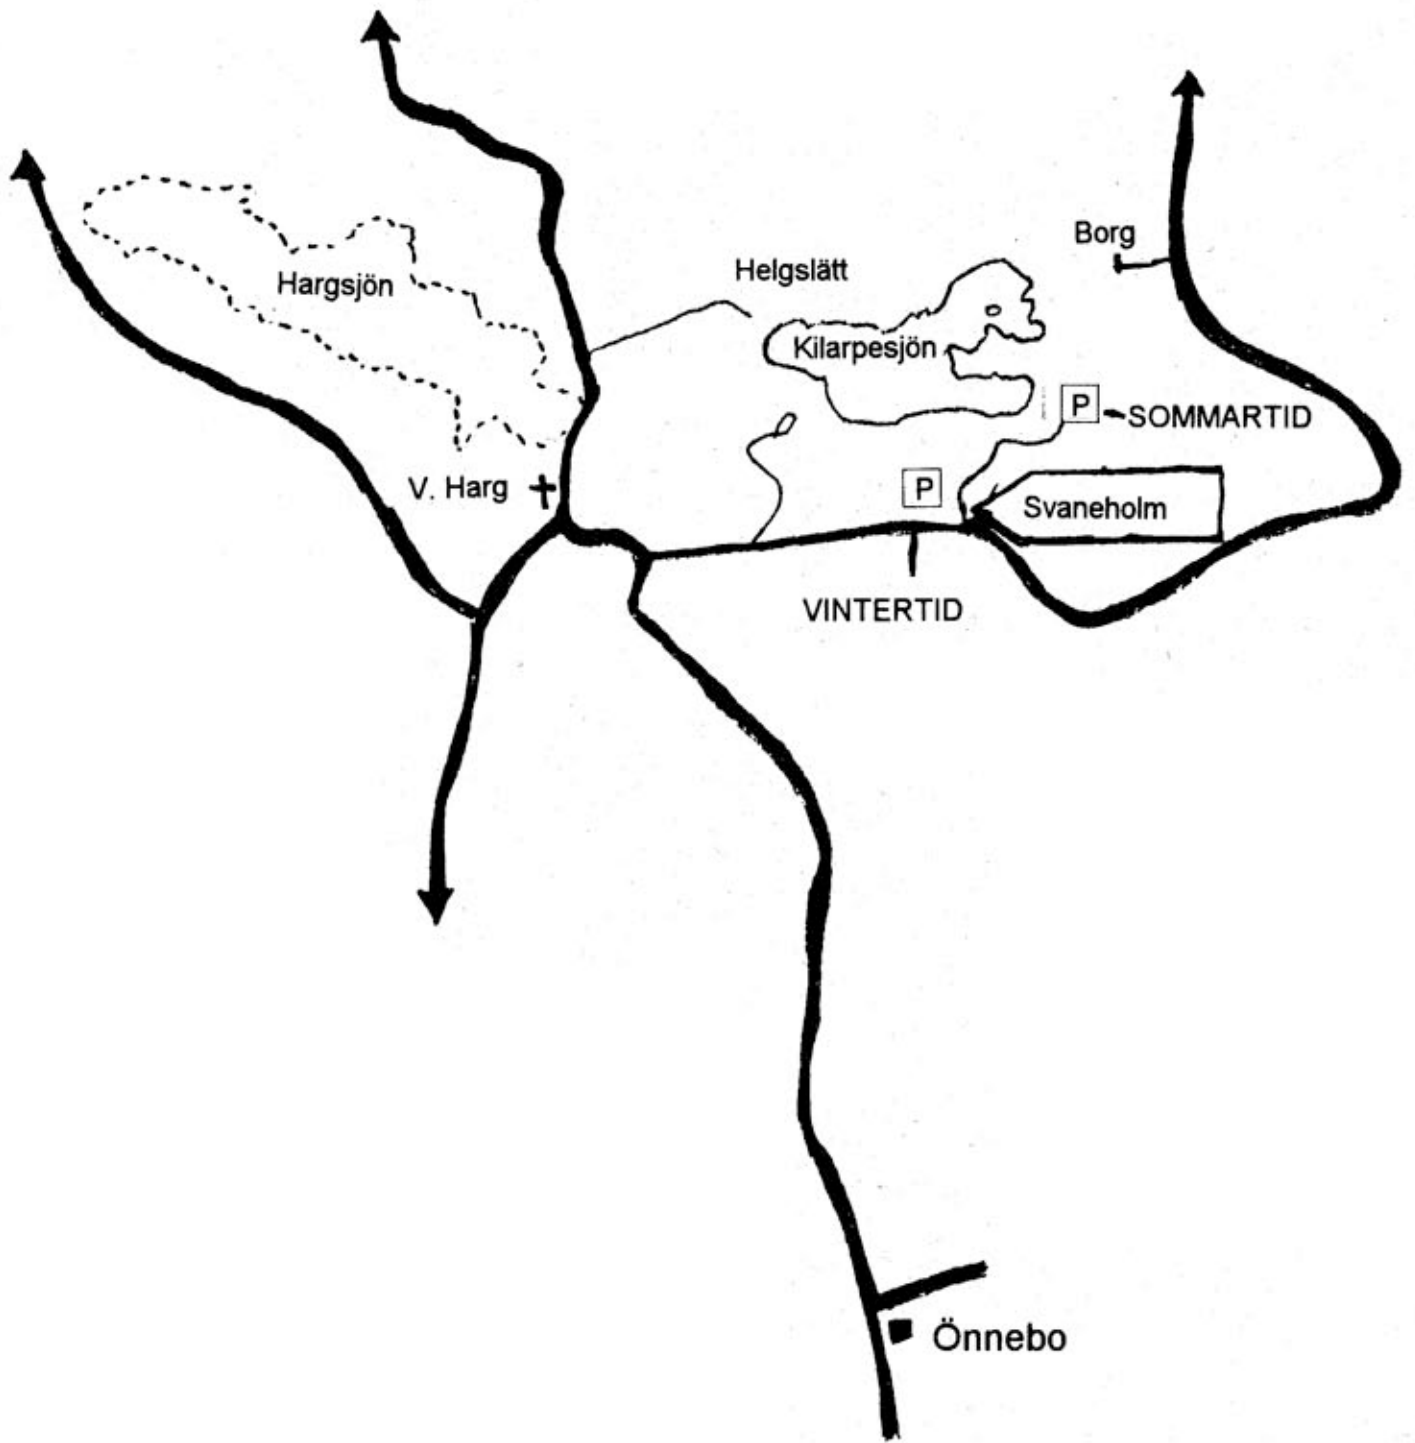 Borg
Helgslätt
Hargsjön
Kilarpesjön
P
SOMMARTID
V. Harg
P
Svaneholm
VINTERTID
Önnebo